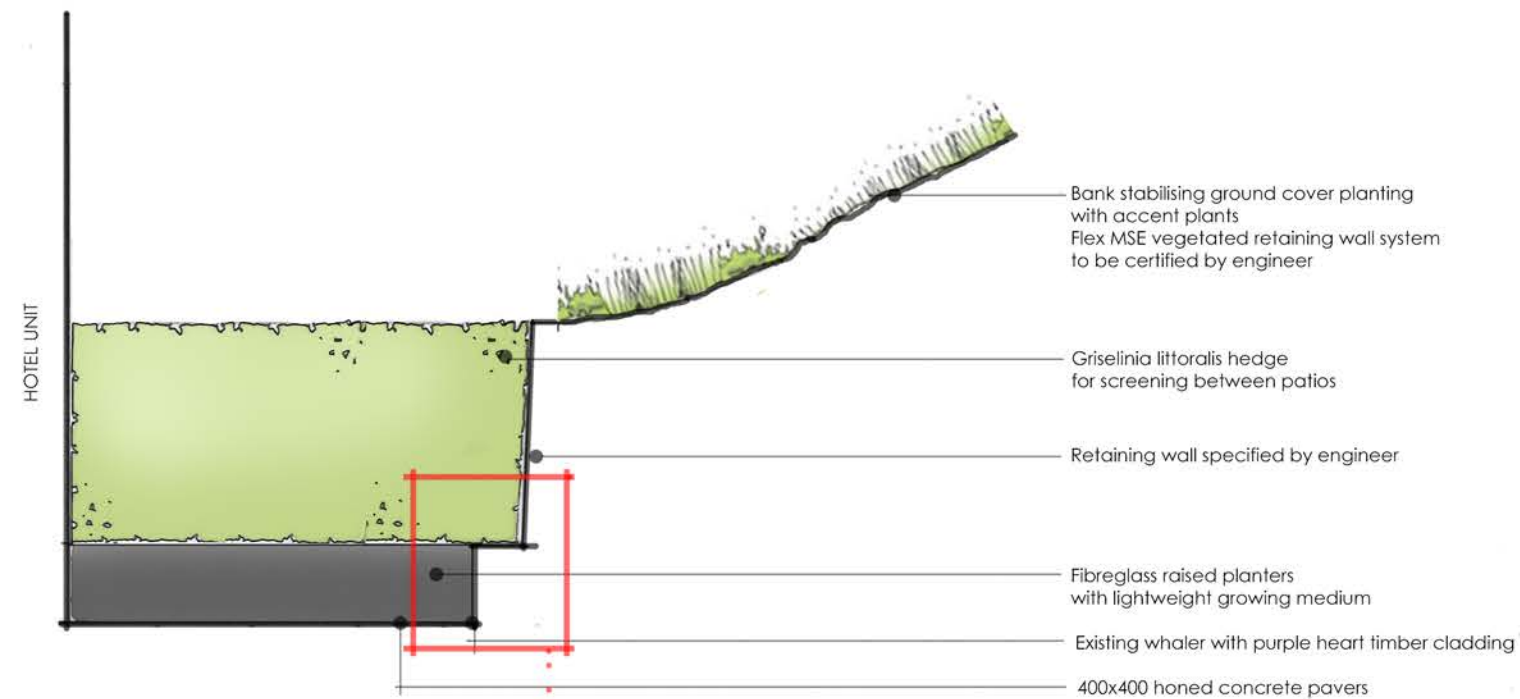 HOTEL UNIT
Bank stabilising ground cover planting
with accent plants
Flex MSE vegetated retaining wall system
to be certified by engineer
Griselinia littoralis hedge
for screening between patios
Retaining wall specified by engineer
Fibreglass raised planters
with lightweight growing medium
Existing whaler with purple heart timber cladding
400x400 honed concrete pavers